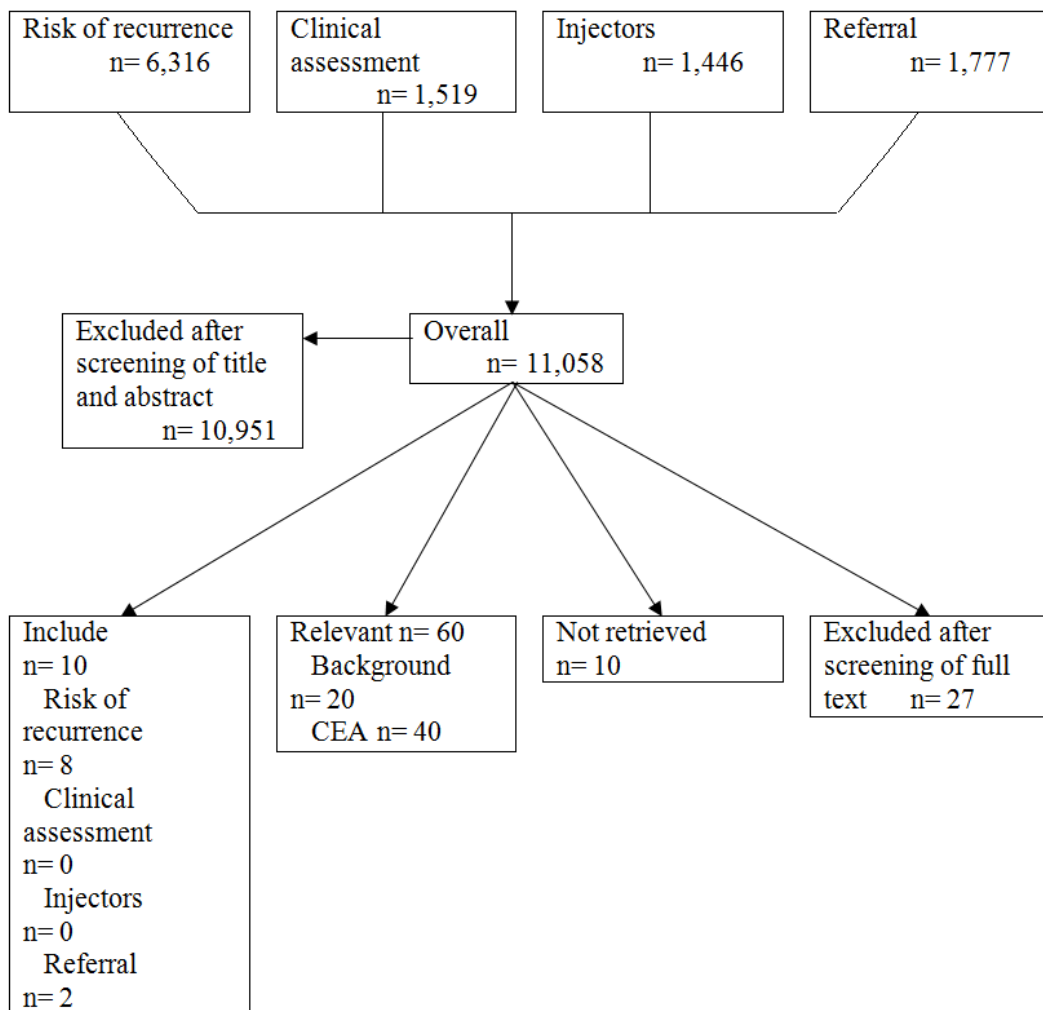 Risk of recurrence
n= 6,316
Clinical
assessment
n= 1,519
Injectors
n= 1,446
Referral
n= 1,777
Excluded after
screening of title
and abstract
n= 10,951
Overall
n= 11,058
Include
n= 10
Risk of
recurrence
n= 8
Clinical
assessment
n= 0
Injectors
n= 0
Referral
n= 2
Relevant n= 60
Background
n= 20
CEA n= 40
Not retrieved
n= 10
Excluded after
screening of full
text n= 27